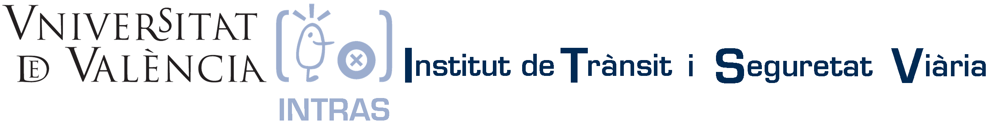 VNIVERSITAT
DE VALÈNCIA
INTRAS
Institut de Trànsit i Seguretat Viària